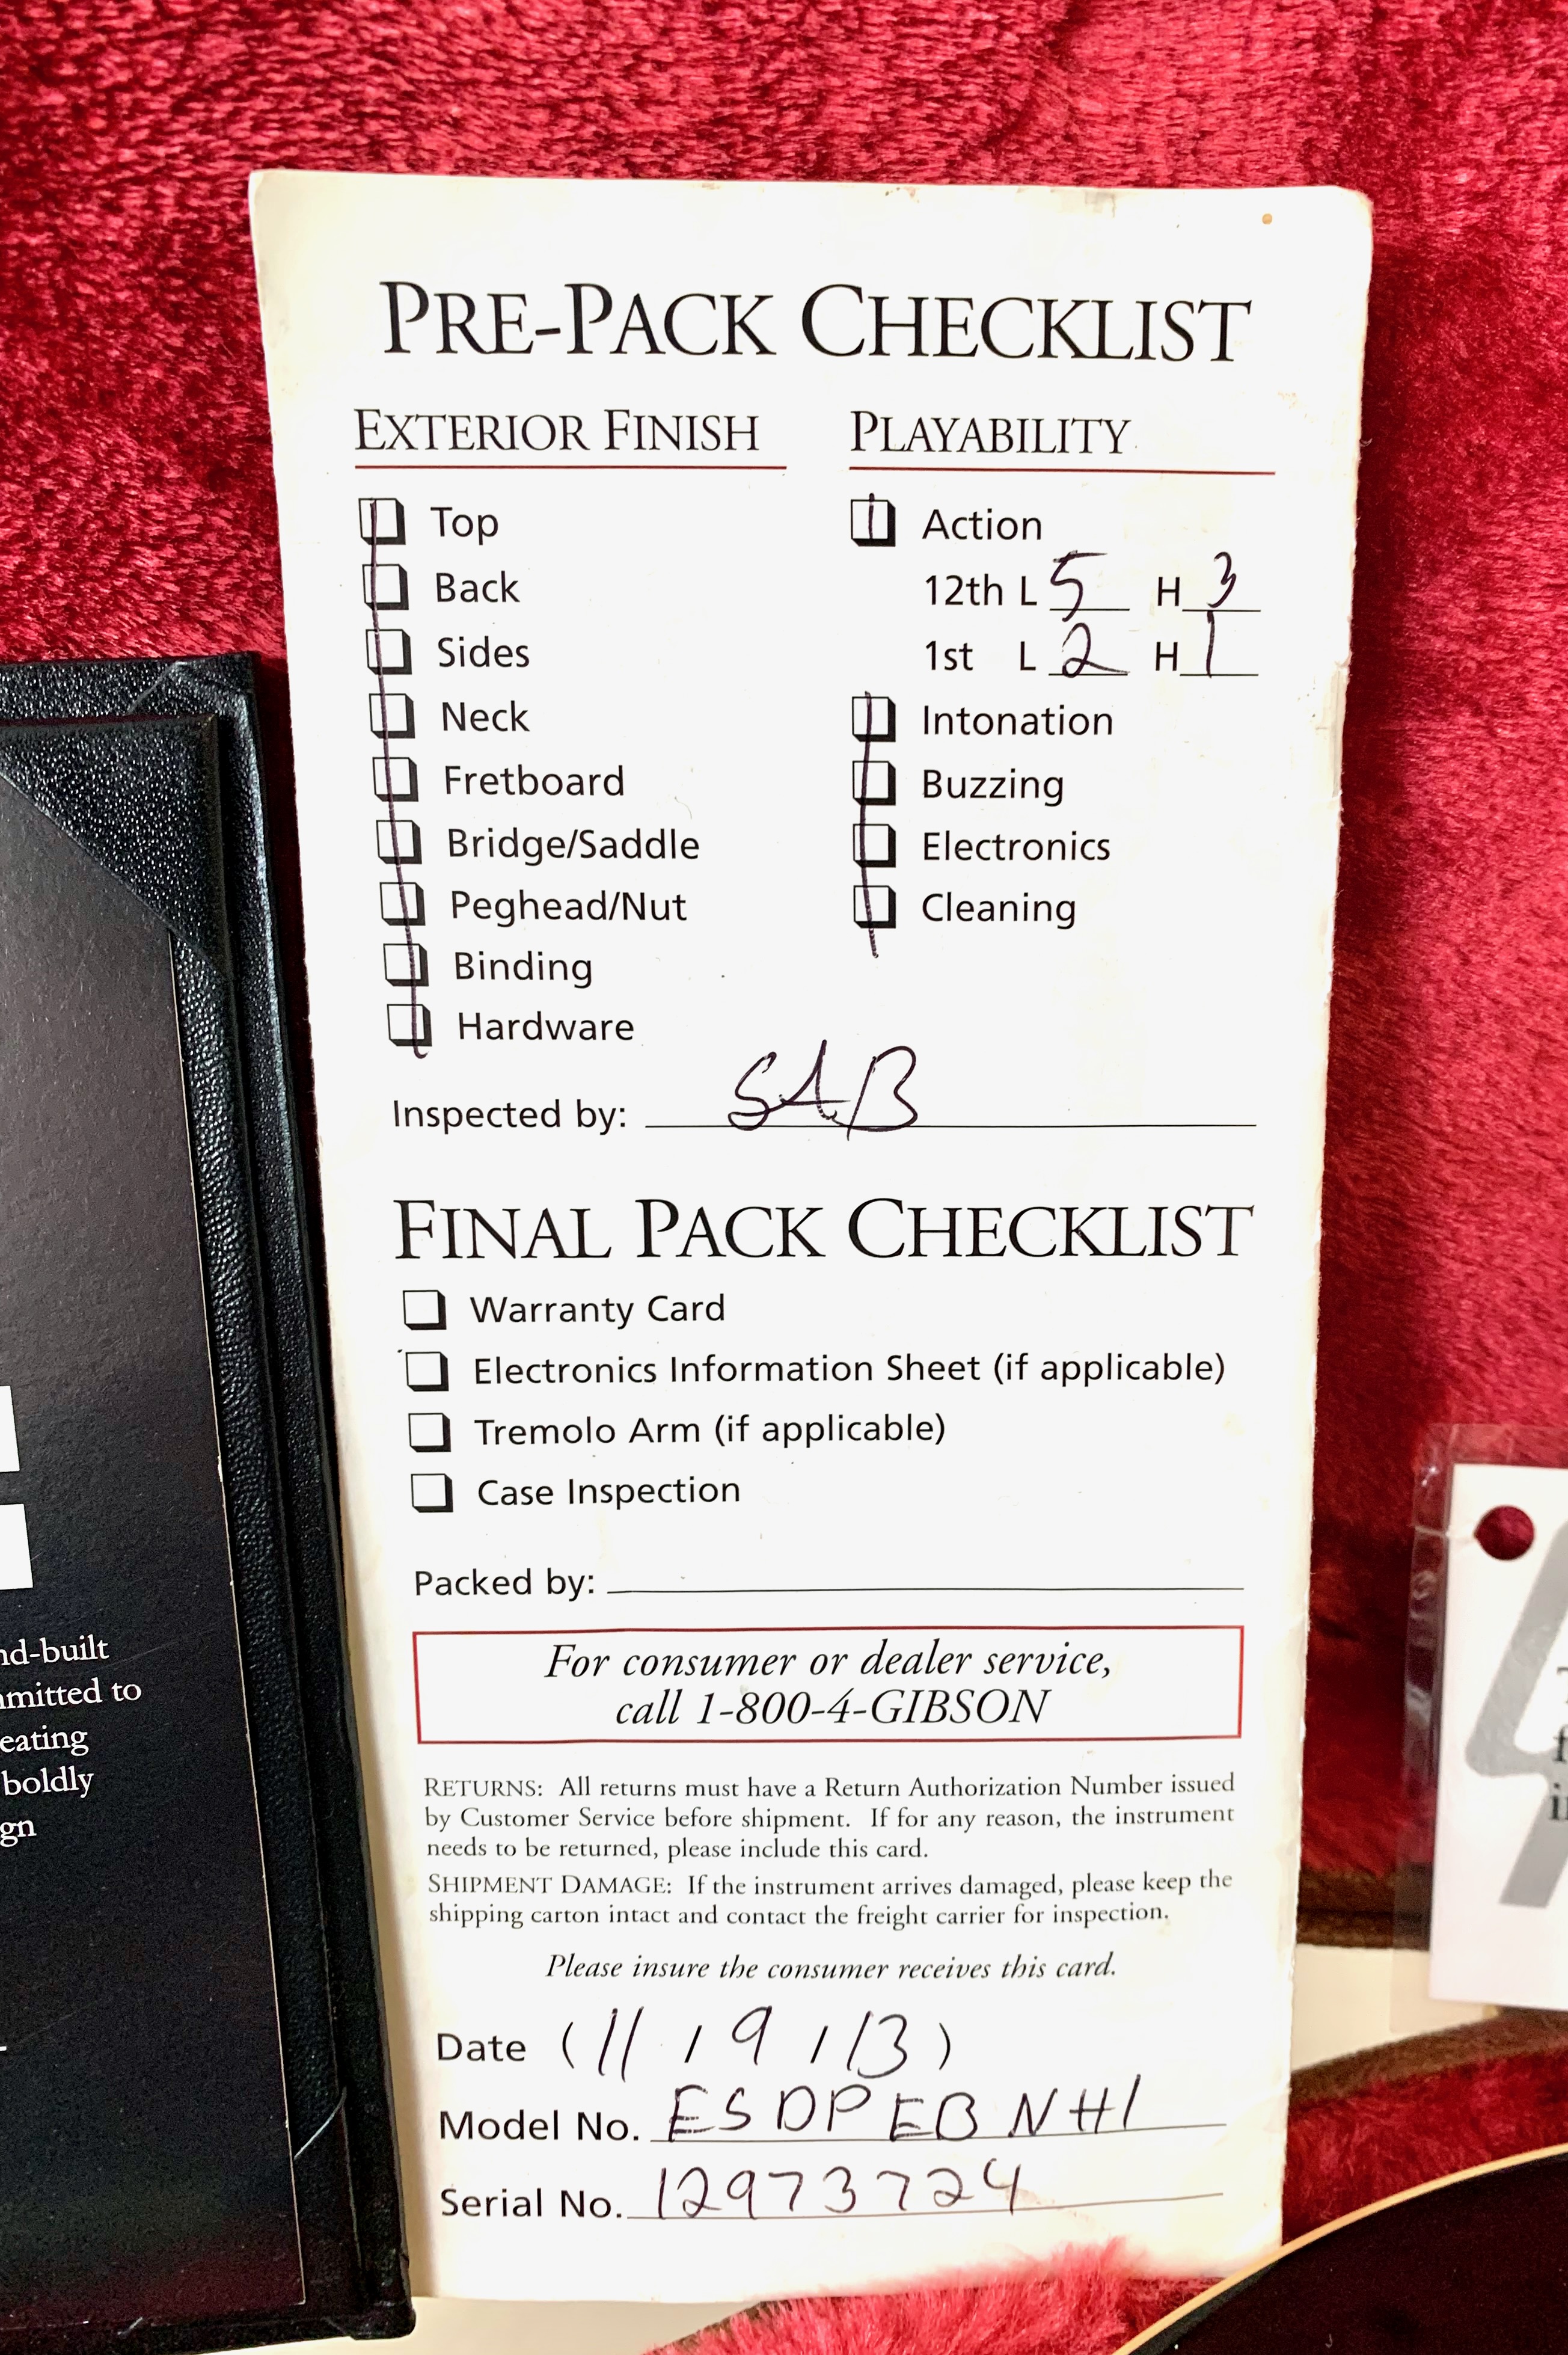 PRE-PACK CHECKLIST
EXTERIOR FINISH
Top
Back
Sides
Neck
Fretboard
Bridge/Saddle
Peghead/Nut
Binding
Hardware
PLAYABILITY
Action
12th L 5 H 3
1st L 2 H 1
Intonation
Buzzing
Electronics
Cleaning
Inspected by: SAB
FINAL PACK CHECKLIST
Warranty Card
Electronics Information Sheet (if applicable)
Tremolo Arm (if applicable)
Case Inspection
Packed by:
For consumer or dealer service,
call 1-800-4-GIBSON
RETURNS: All returns must have a Return Authorization Number issued
by Customer Service before shipment. If for any reason, the instrument
needs to be returned, please include this card.
SHIPMENT DAMAGE: If the instrument arrives damaged, please keep the
shipping carton intact and contact the freight carrier for inspection.
Please insure the consumer receives this card.
Date (11 / 9 / 13)
Model No. ESDPEBNH1
Serial No. 12973724
nd-built
mmitted to
eating
boldly
gn